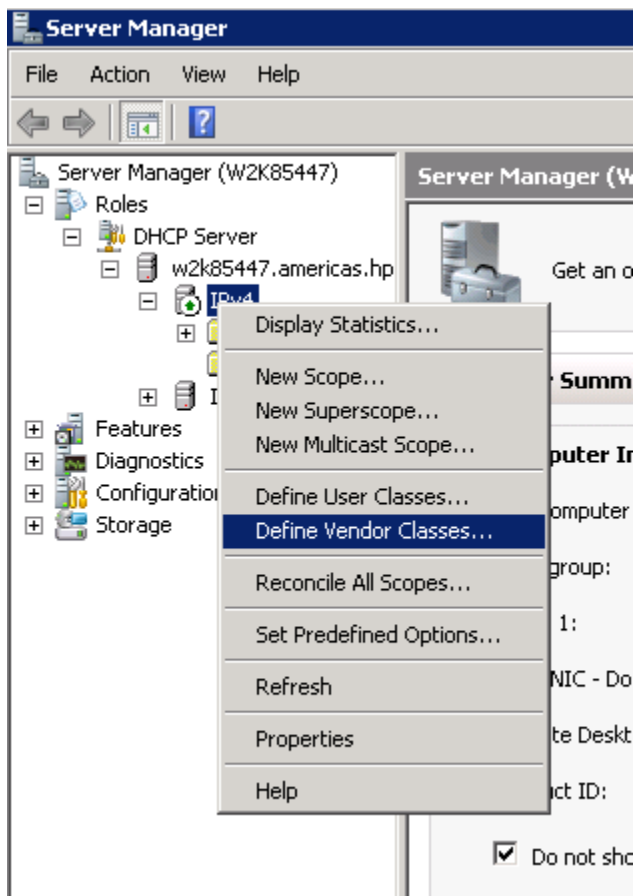 Server Manager
File Action View Help
Server Manager (W2K85447)
Server Manager (W
Roles
DHCP Server
w2k85447.americas.hp
Get an o
IPv4
Display Statistics...
New Scope...
Summ
New Superscope...
Features
New Multicast Scope...
puter In
Diagnostics
Configuration
Define User Classes...
omputer
Storage
Define Vendor Classes...
group:
Reconcile All Scopes...
1:
Set Predefined Options...
NIC - Do
Refresh
te Deskt
Properties
ct ID:
Help
Do not sho